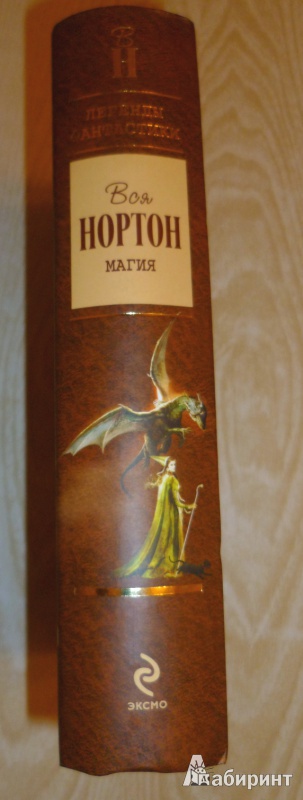 В
Н
ЛЕГЕНДЫ
ФАНТАСТИКИ
Вся
НОРТОН
МАГИЯ
ЭКСМО
Лабиринт